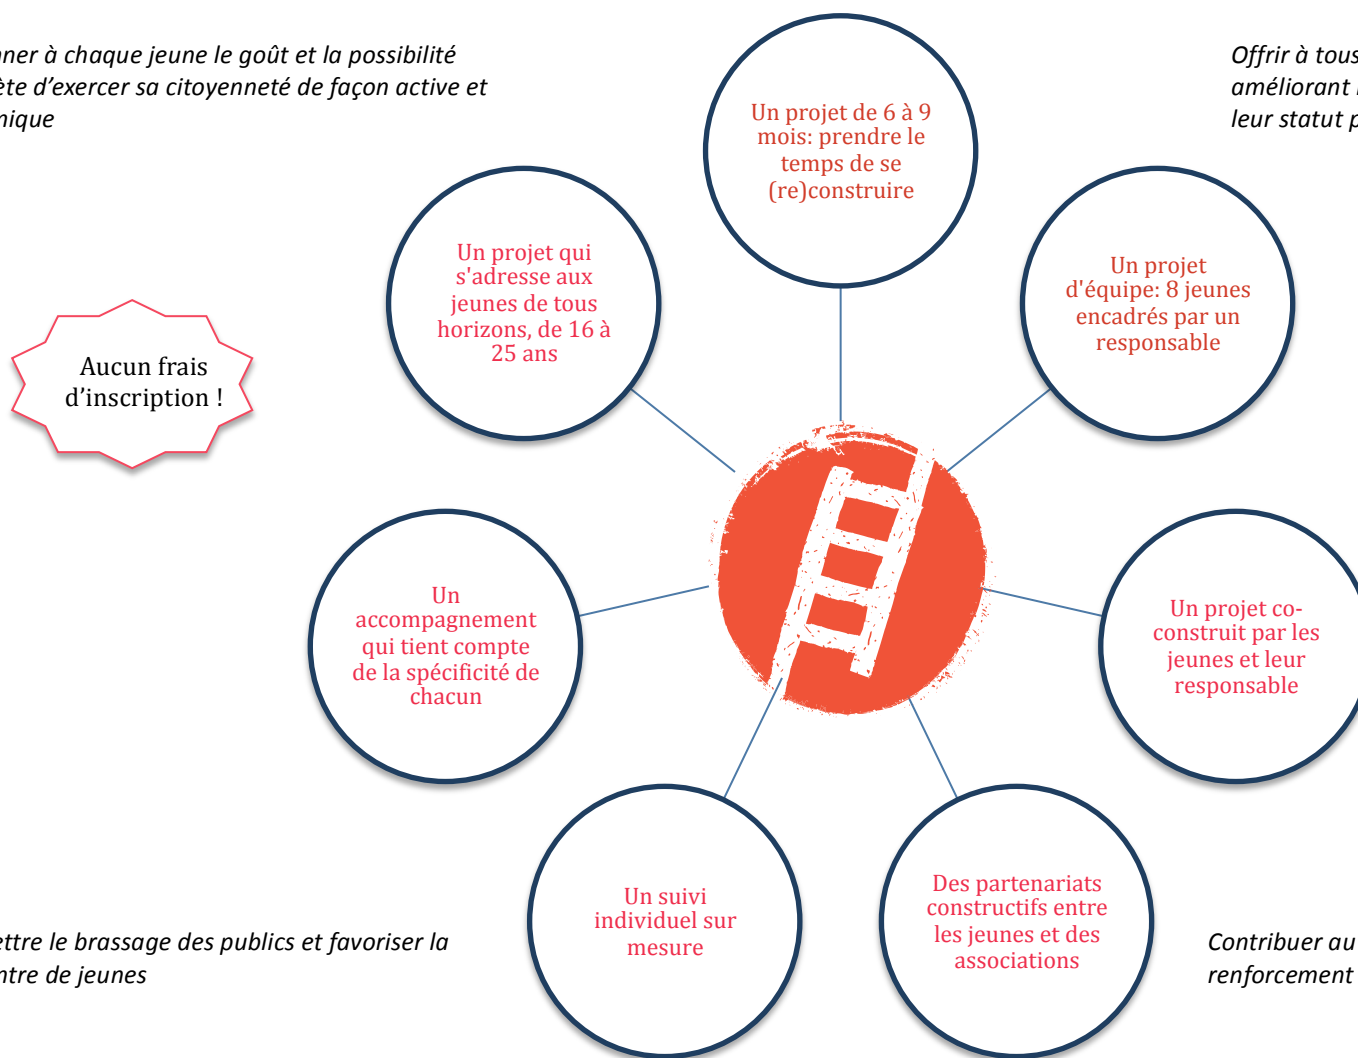 nner à chaque jeune le goût et la possibilité
ète d'exercer sa citoyenneté de façon active et
nique
Offrir à tous
améliorant
leur statut p
Un projet de 6 à 9
mois: prendre le
temps de se
(re)construire
Un projet qui
s'adresse aux
jeunes de tous
horizons, de 16 à
25 ans
Un projet
d'équipe: 8 jeunes
encadrés par un
responsable
Aucun frais
d’inscription !
Un
accompagnement
qui tient compte
de la spécificité de
chacun
Un projet co-
construit par les
jeunes et leur
responsable
Un suivi
individuel sur
mesure
Des partenariats
constructifs entre
les jeunes et des
associations
ettre le brassage des publics et favoriser la
ntre de jeunes
Contribuer au
renforcement